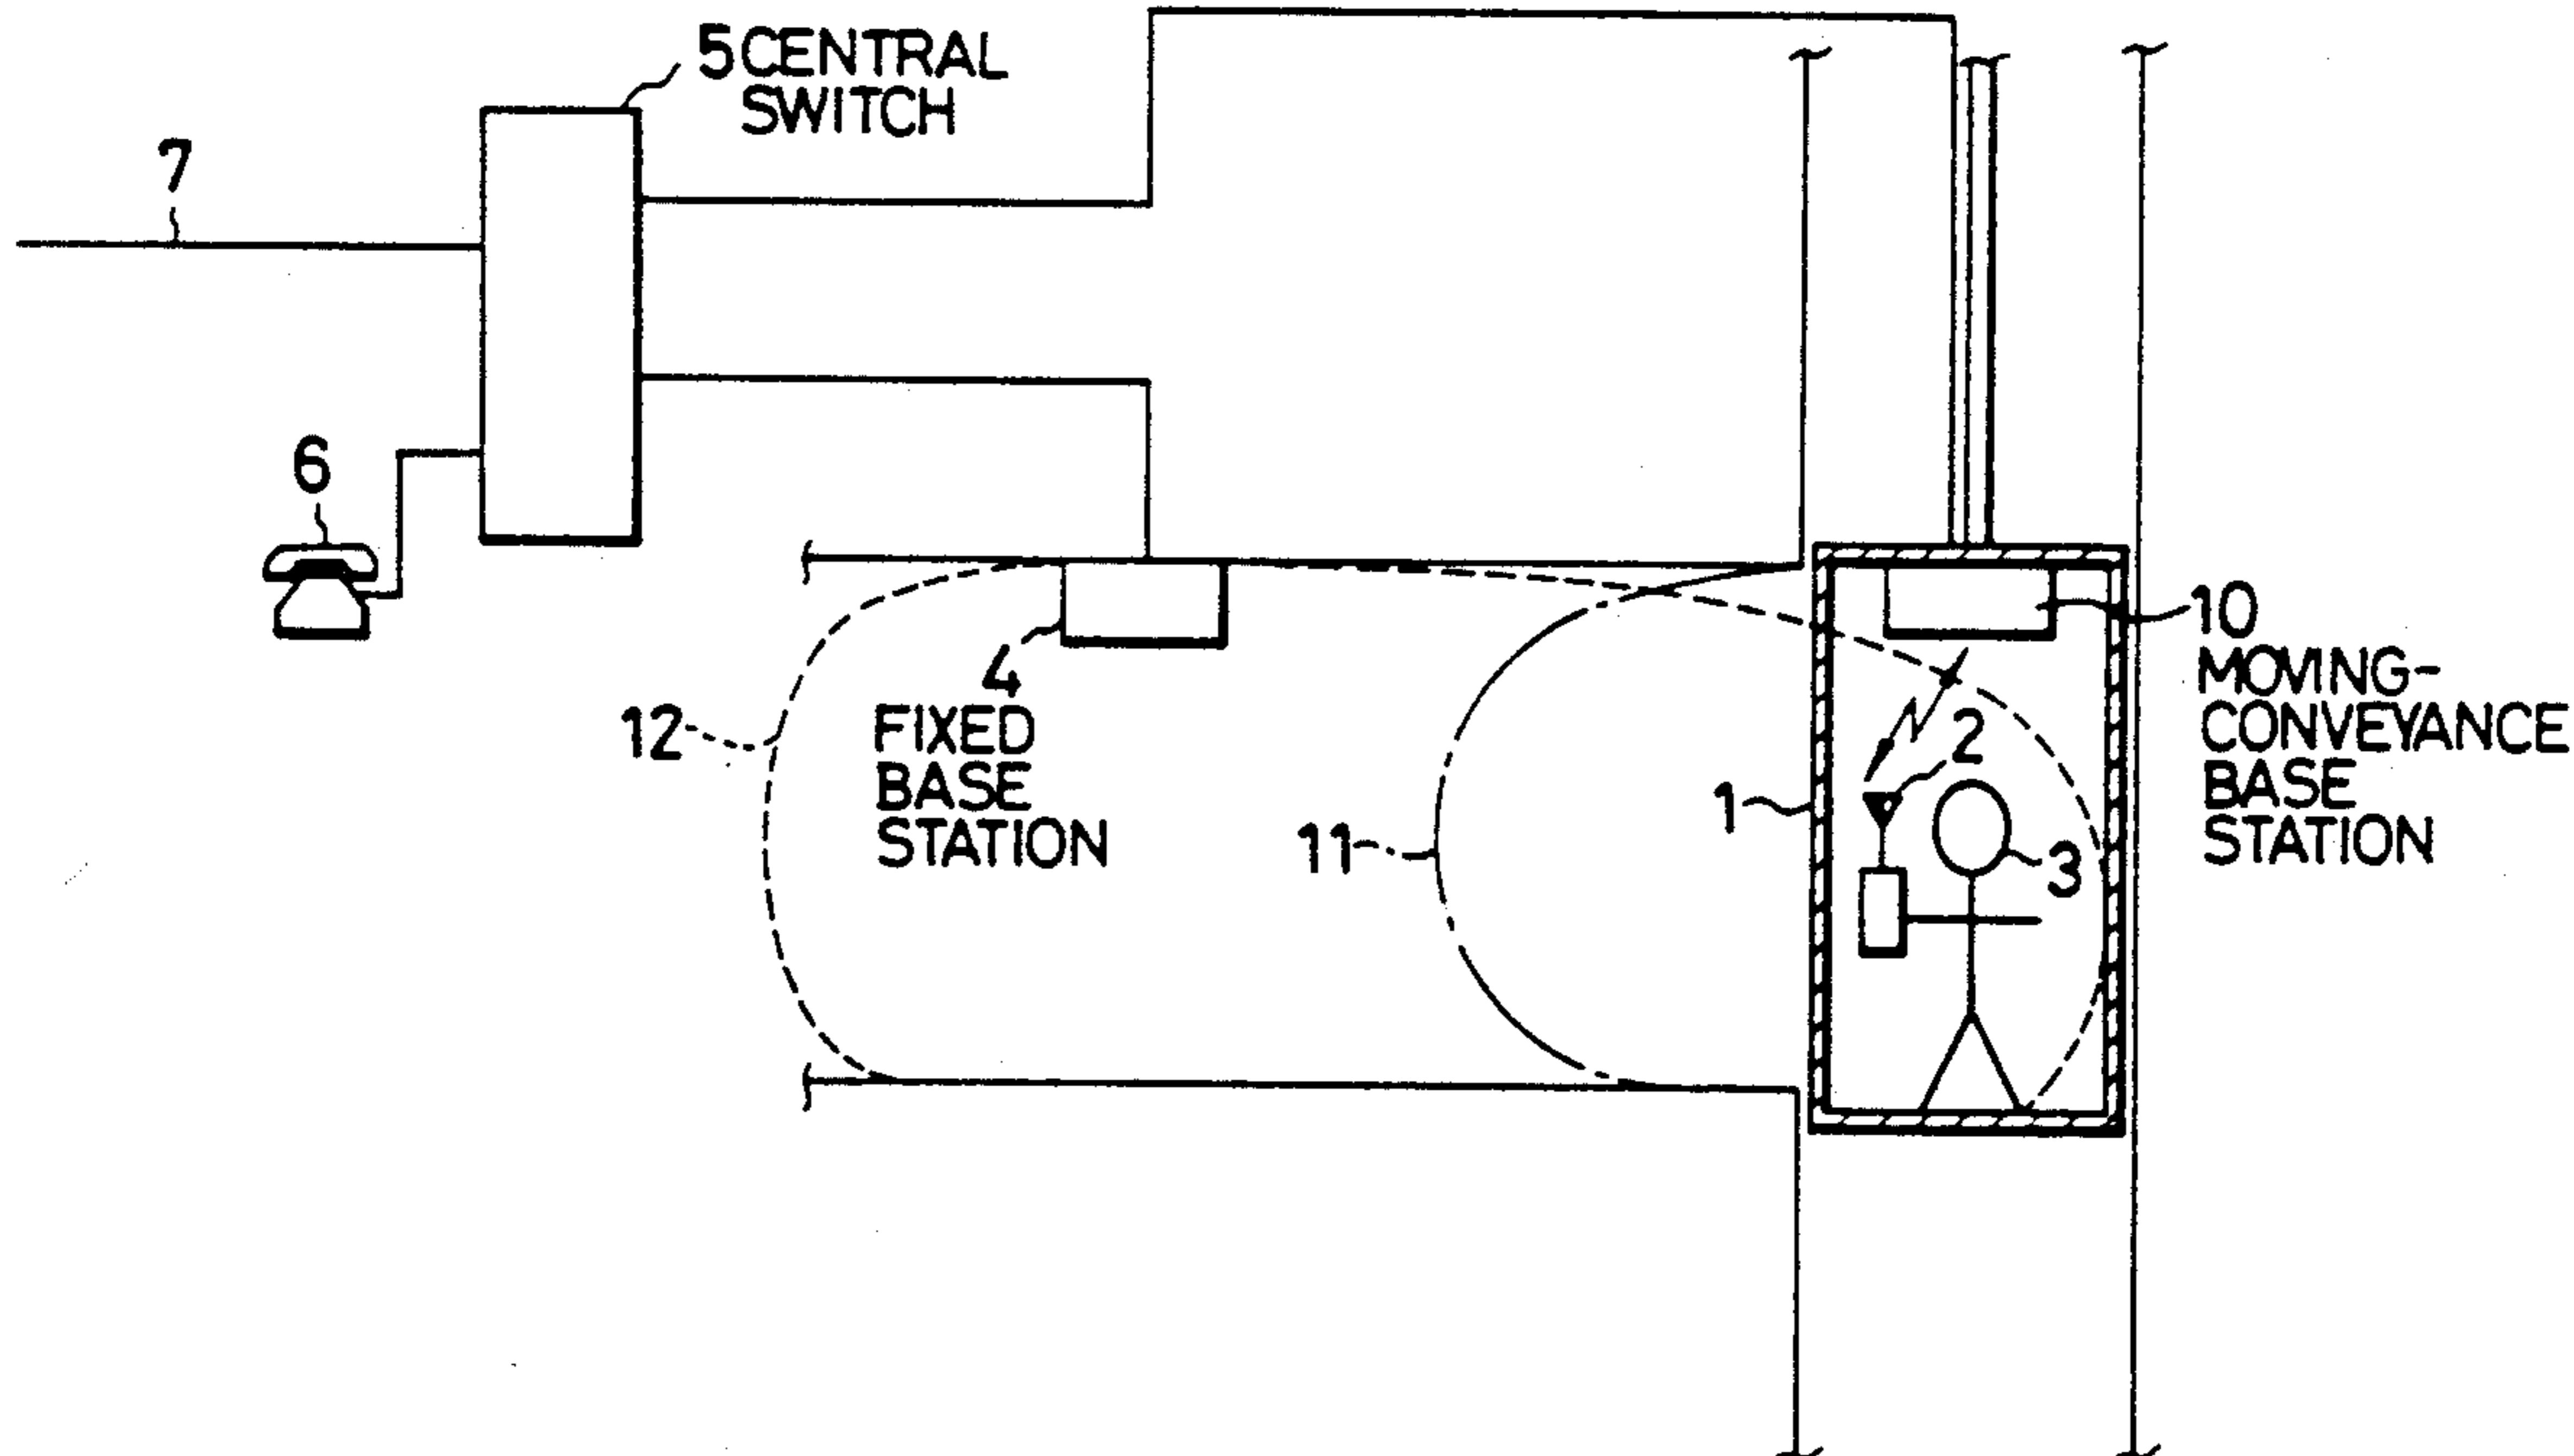 5 CENTRAL
SWITCH
7
6
4
FIXED
BASE
STATION
12
11
1
2
3
10
MOVING-
CONVEYANCE
BASE
STATION